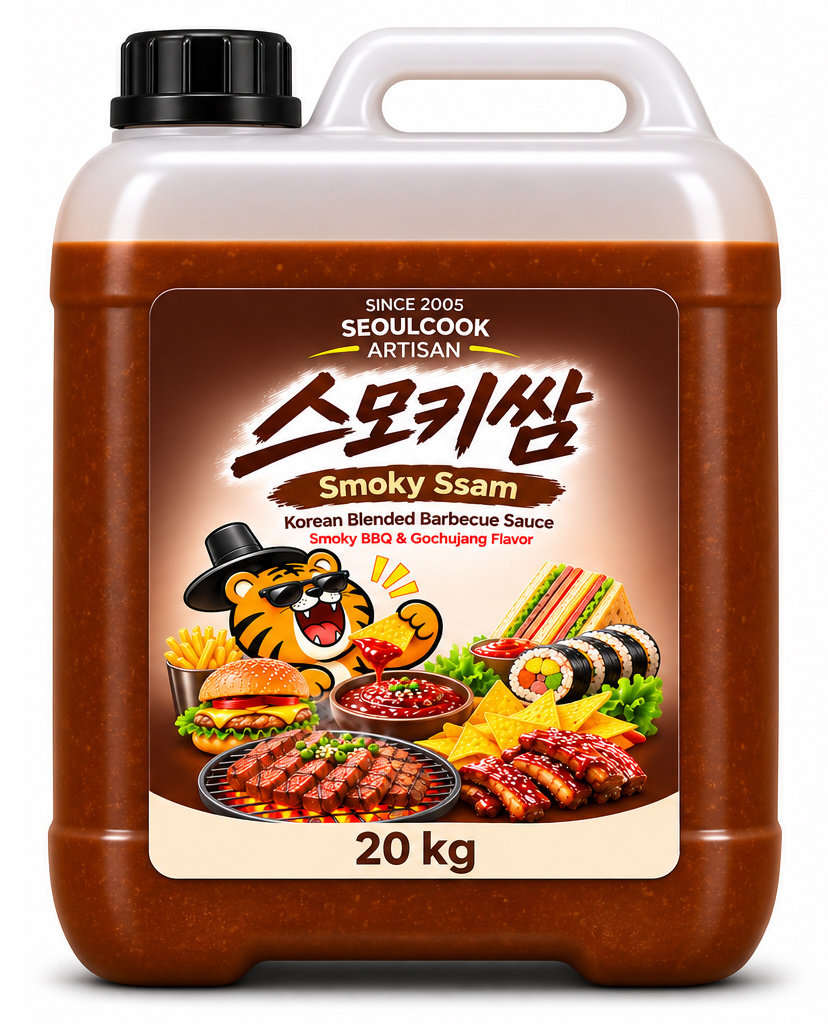 SINCE 2005
SEOULCOOK
ARTISAN
스모키쌈
Smoky Ssam
Korean Blended Barbecue Sauce
Smoky BBQ & Gochujang Flavor
20 kg